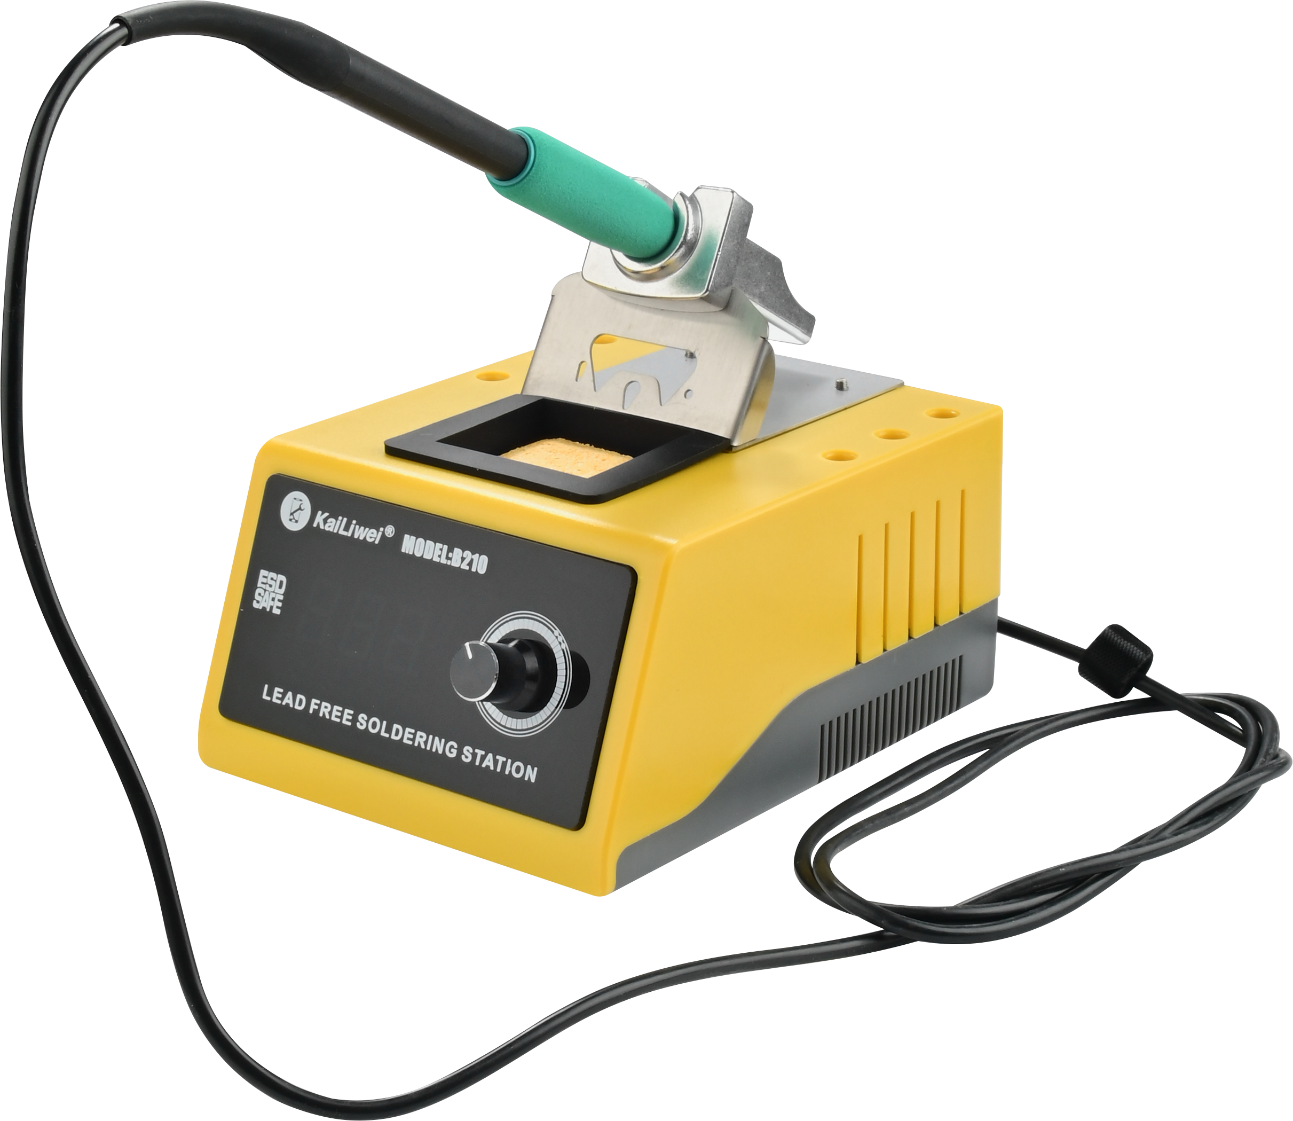 KaiLiwei®
MODEL:B210
ESD
SAFE
LEAD FREE SOLDERING STATION